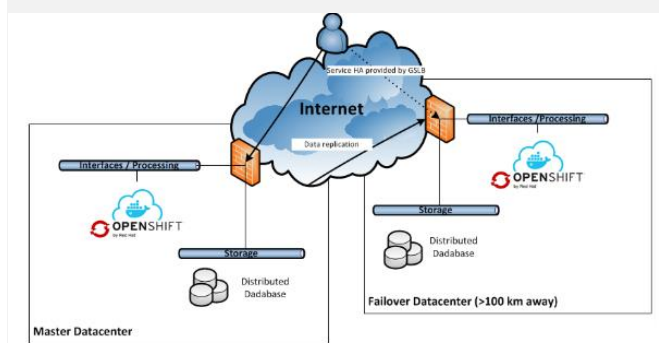 Service HA provided by GSLB
Internet
Interfaces /Processing
Data replication
Interfaces / Processing
OPENSHIFT
by Red Hat
OPENSHIFT
by Red Hat
Storage
Distributed
Dadabase
Storage
Distributed
Dadabase
Failover Datacenter (>100 km away)
Master Datacenter